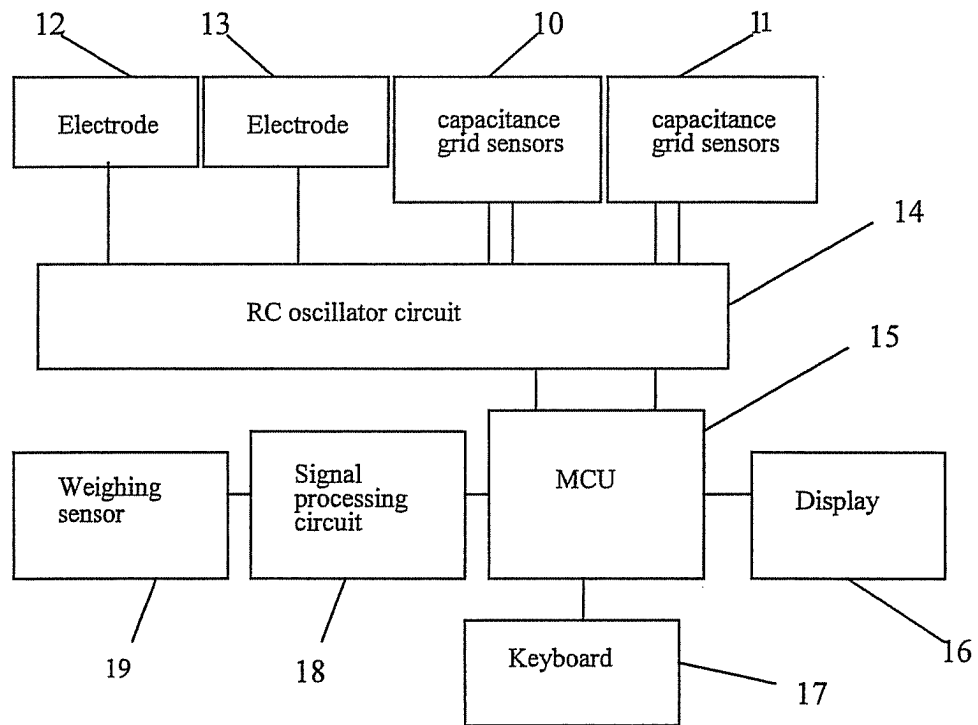 12
13
10
11
Electrode
Electrode
capacitance
grid sensors
capacitance
grid sensors
14
RC oscillator circuit
15
Weighing
sensor
Signal
processing
circuit
MCU
Display
19
18
Keyboard
17
16